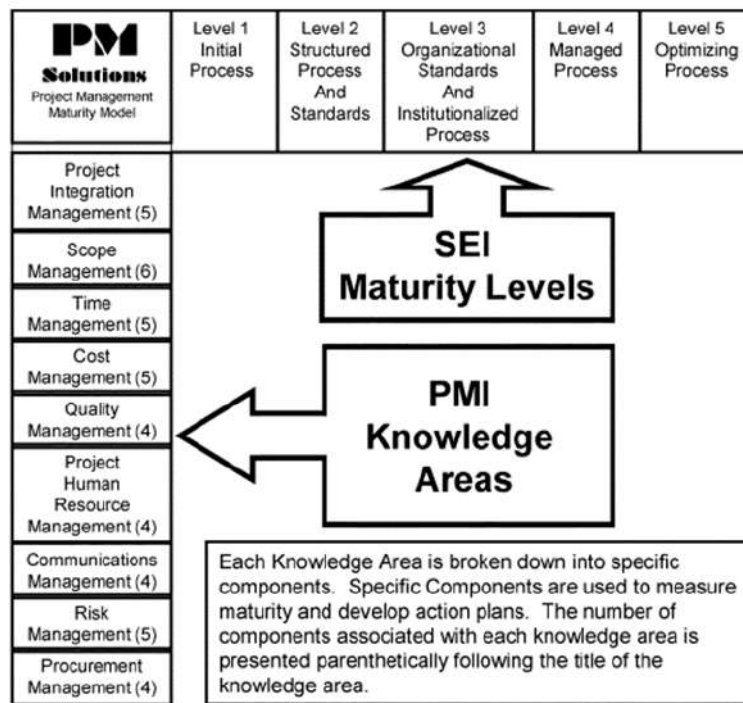 PM
Solutions
Project Management
Maturity Model
Level 1
Initial
Process
Level 2
Structured
Process
And
Standards
Level 3
Organizational
Standards
And
Institutionalized
Process
Level 4
Managed
Process
Level 5
Optimizing
Process
Project
Integration
Management (5)
Scope
Management (6)
Time
Management (5)
Cost
Management (5)
Quality
Management (4)
Project
Human
Resource
Management (4)
Communications
Management (4)
Risk
Management (5)
Procurement
Management (4)
SEI
Maturity Levels
PMI
Knowledge
Areas
Each Knowledge Area is broken down into specific
components. Specific Components are used to measure
maturity and develop action plans. The number of
components associated with each knowledge area is
presented parenthetically following the title of the
knowledge area.